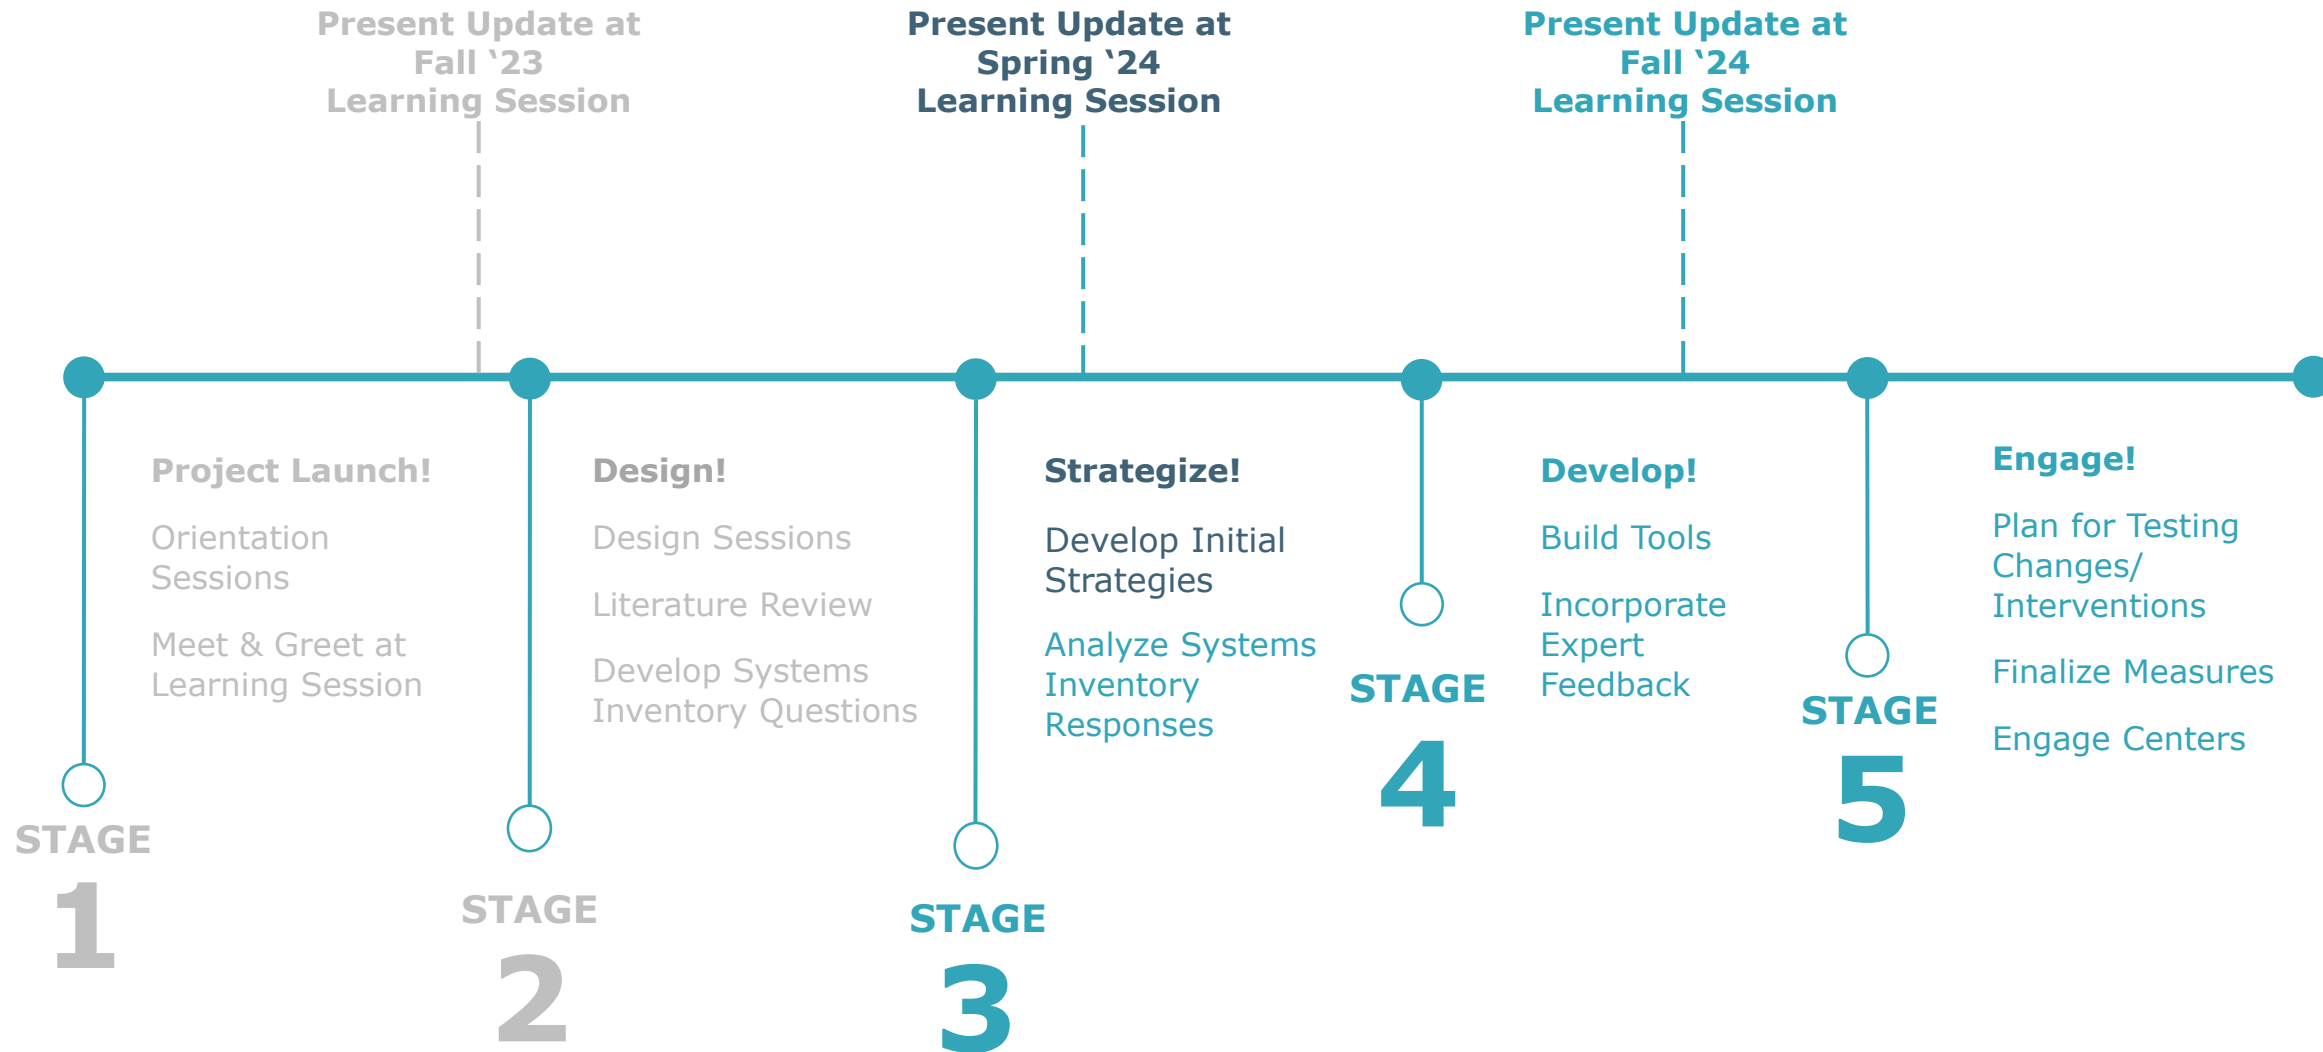 Present Update at
Fall ‘23
Learning Session
Present Update at
Spring ‘24
Learning Session
Present Update at
Fall ‘24
Learning Session
Project Launch!
Orientation
Sessions
Meet & Greet at
Learning Session
STAGE
1
Design!
Design Sessions
Literature Review
Develop Systems
Inventory Questions
STAGE
2
Strategize!
Develop Initial
Strategies
Analyze Systems
Inventory
Responses
STAGE
3
Develop!
Build Tools
Incorporate
Expert
Feedback
STAGE
4
Engage!
Plan for Testing
Changes/
Interventions
Finalize Measures
Engage Centers
STAGE
5